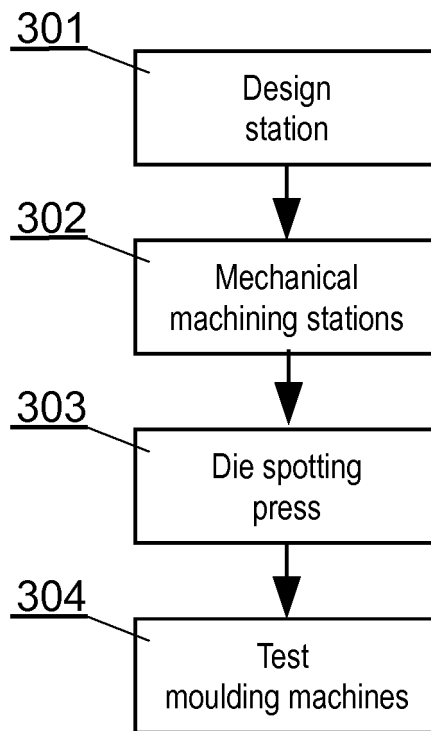 301
Design
station
302
Mechanical
machining stations
303
Die spotting
press
304
Test
moulding machines